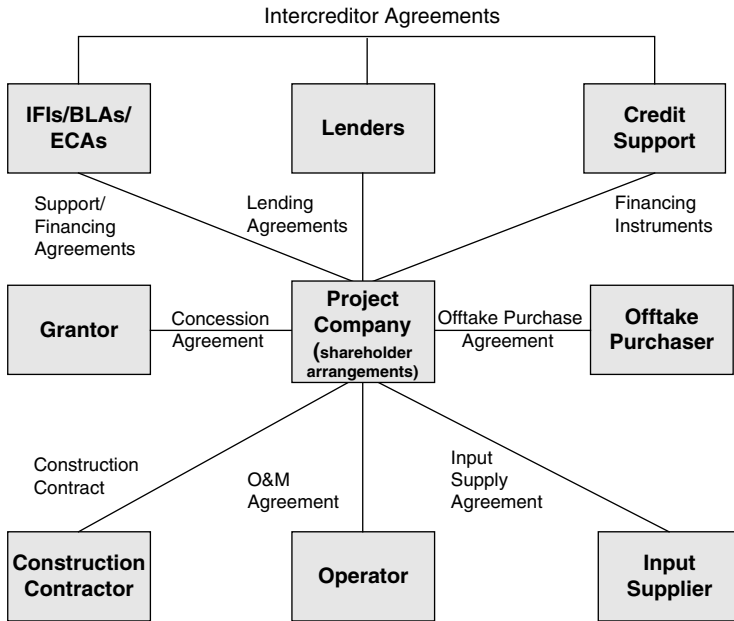 Intercreditor Agreements
IFIs/BLAs/
ECAs
Lenders
Credit
Support
Support/
Financing
Agreements
Lending
Agreements
Financing
Instruments
Grantor
Concession
Agreement
Project
Company
(shareholder
arrangements)
Offtake Purchase
Agreement
Offtake
Purchaser
Construction
Contract
O&M
Agreement
Input
Supply
Agreement
Construction
Contractor
Operator
Input
Supplier